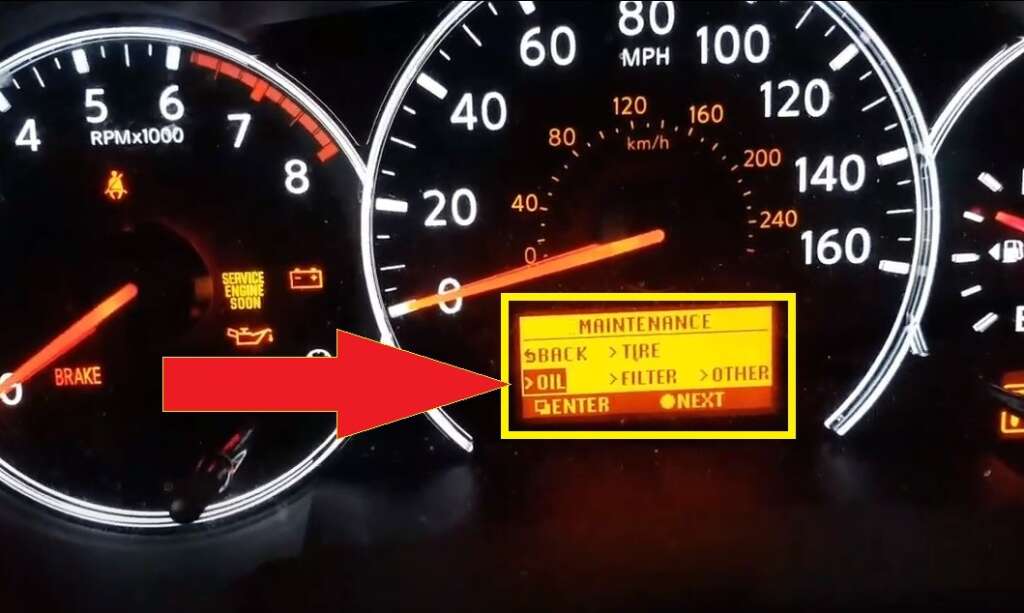 4
5
6
7
8
RPMx1000
SERVICE
ENGINE
SOON
BRAKE
0
0
20
40
60
80
100
120
140
160
MPH
0
40
80
120
160
200
240
km/h
MAINTENANCE
BACK >TIRE
>OIL >FILTER >OTHER
ENTER NEXT